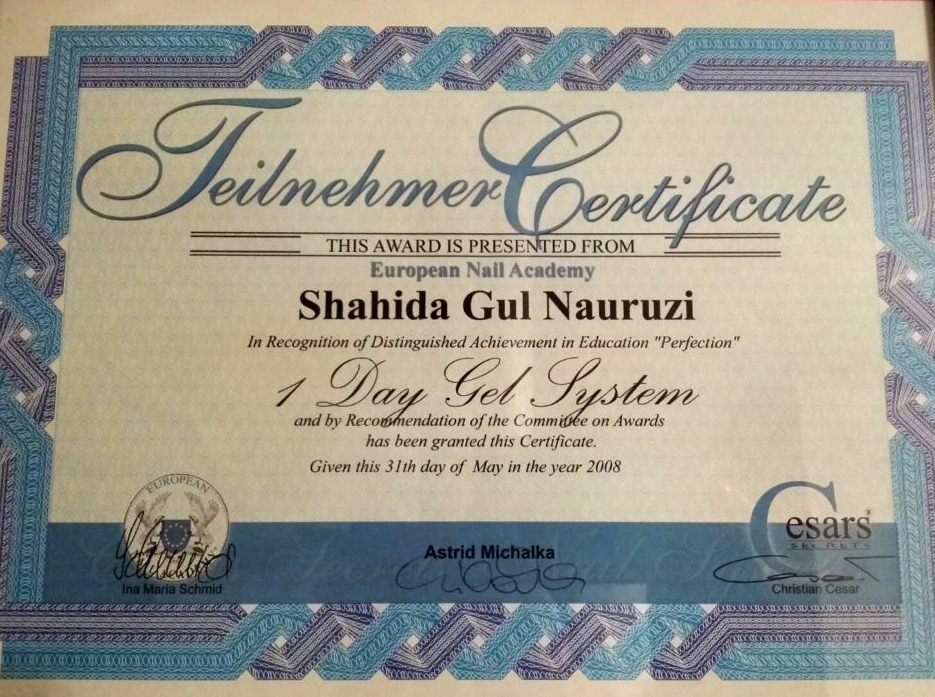 Teilnehmer Certificate
THIS AWARD IS PRESENTED FROM
European Nail Academy
Shahida Gul Nauruzi
In Recognition of Distinguished Achievement in Education "Perfection"
1 Day Gel System
and by Recommendation of the Committee on Awards
has been granted this Certificate.
Given this 31th day of May in the year 2008
EUROPEAN
Cesars
SECRETS
Astrid Michalka
Ina Maria Schmid
Christian Cesar